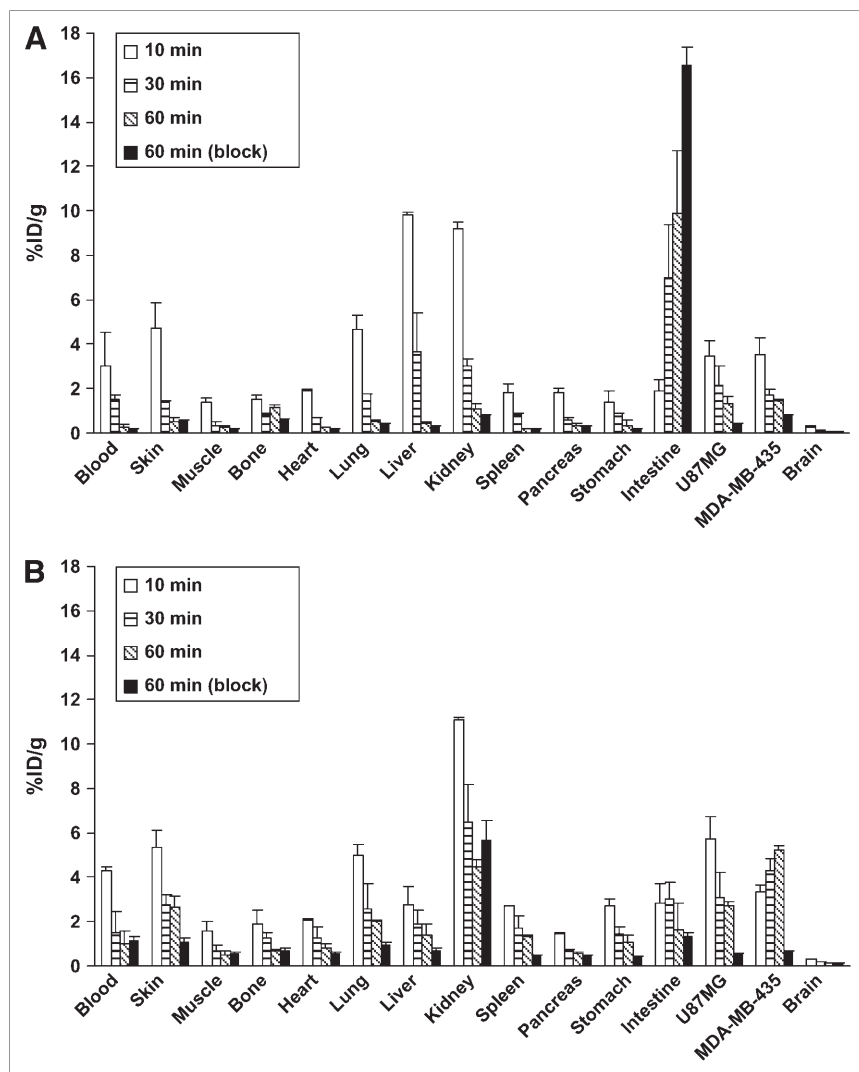 A
18
16
14
12
10
8
6
4
2
0
%ID/g
10 min
30 min
60 min
60 min (block)
Blood
Skin
Muscle
Bone
Heart
Lung
Liver
Kidney
Spleen
Pancreas
Stomach
Intestine
U87MG
MDA-MB-435
Brain
B
18
16
14
12
10
8
6
4
2
0
%ID/g
10 min
30 min
60 min
60 min (block)
Blood
Skin
Muscle
Bone
Heart
Lung
Liver
Kidney
Spleen
Pancreas
Stomach
Intestine
U87MG
MDA-MB-435
Brain